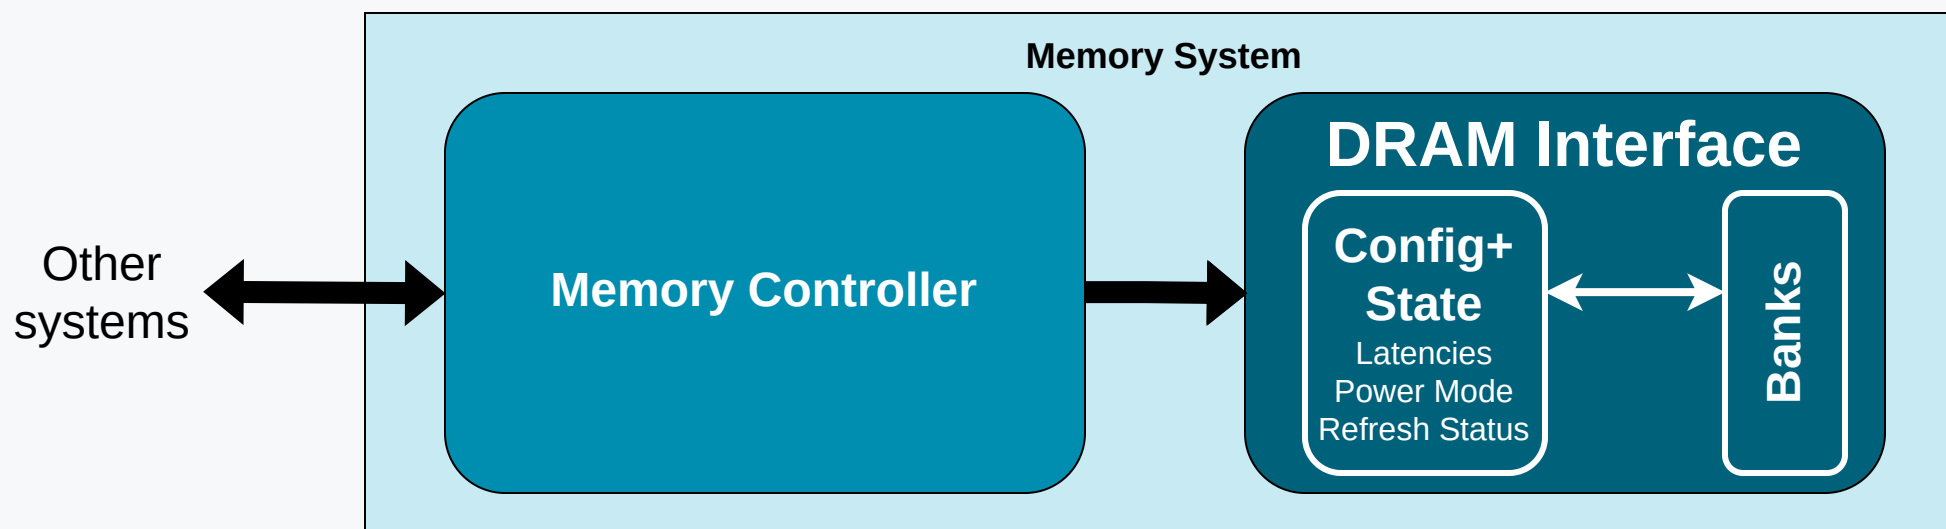 Memory System
Other
systems
Memory Controller
DRAM Interface
Config+
State
Latencies
Power Mode
Refresh Status
Banks